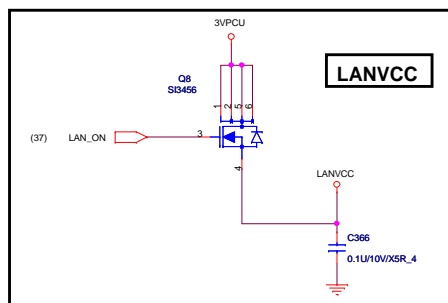 3VPCU
LANVCC
Q8
SI3456
1
2
5
6
(37)
LAN_ON
3
4
LANVCC
C366
0.1U/10V/X5R_4